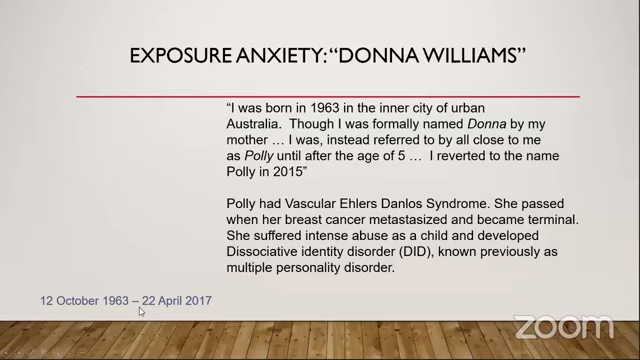 EXPOSURE ANXIETY: “DONNA WILLIAMS”
“I was born in 1963 in the inner city of urban
Australia. Though I was formally named Donna by my
mother … I was, instead referred to by all close to me
as Polly until after the age of 5 … I reverted to the name
Polly in 2015”
Polly had Vascular Ehlers Danlos Syndrome. She passed
when her breast cancer metastasized and became terminal.
She suffered intense abuse as a child and developed
Dissociative identity disorder (DID), known previously as
multiple personality disorder.
12 October 1963 – 22 April 2017
zoom